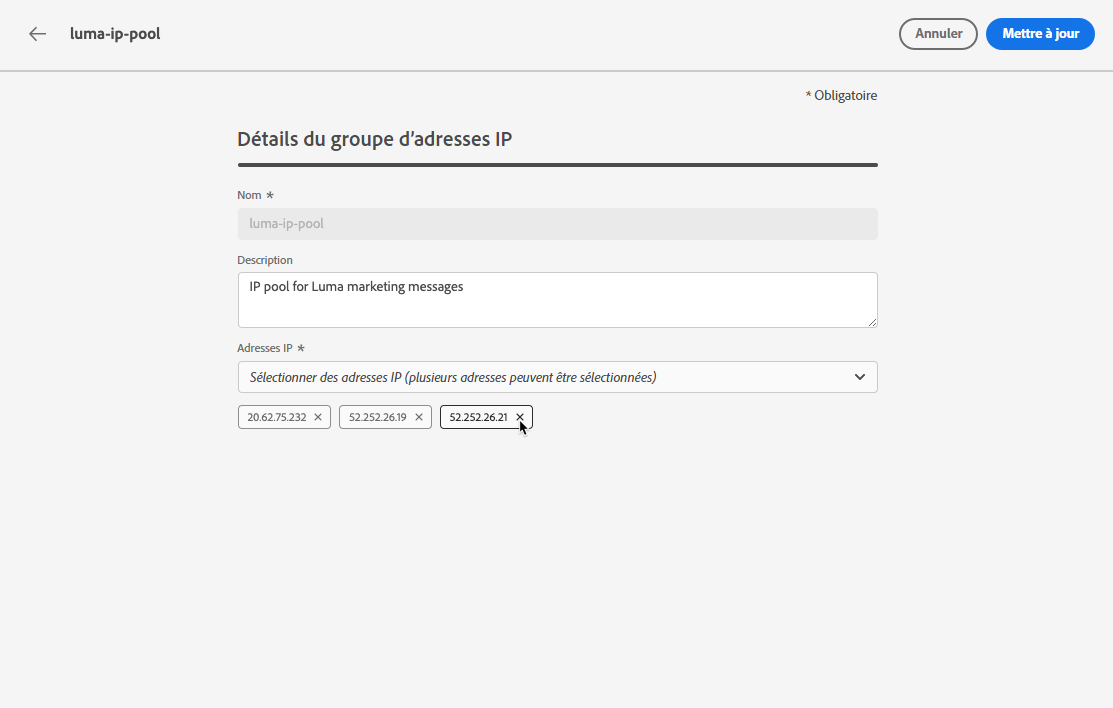 luma-ip-pool
Annuler
Mettre à jour
* Obligatoire
Détails du groupe d’adresses IP
Nom *
luma-ip-pool
Description
IP pool for Luma marketing messages
Adresses IP *
Sélectionner des adresses IP (plusieurs adresses peuvent être sélectionnées)
20.62.75.232 ×
52.252.26.19 ×
52.252.26.21 ×